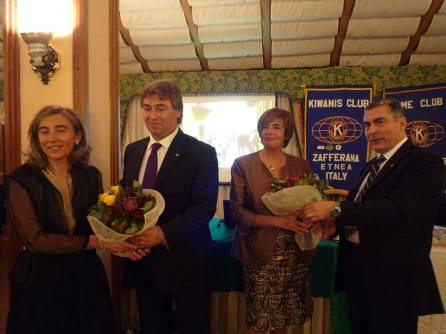 KIWANIS CLUB
ZAFFERANA
ETNEA
ITALY
ME CLUB